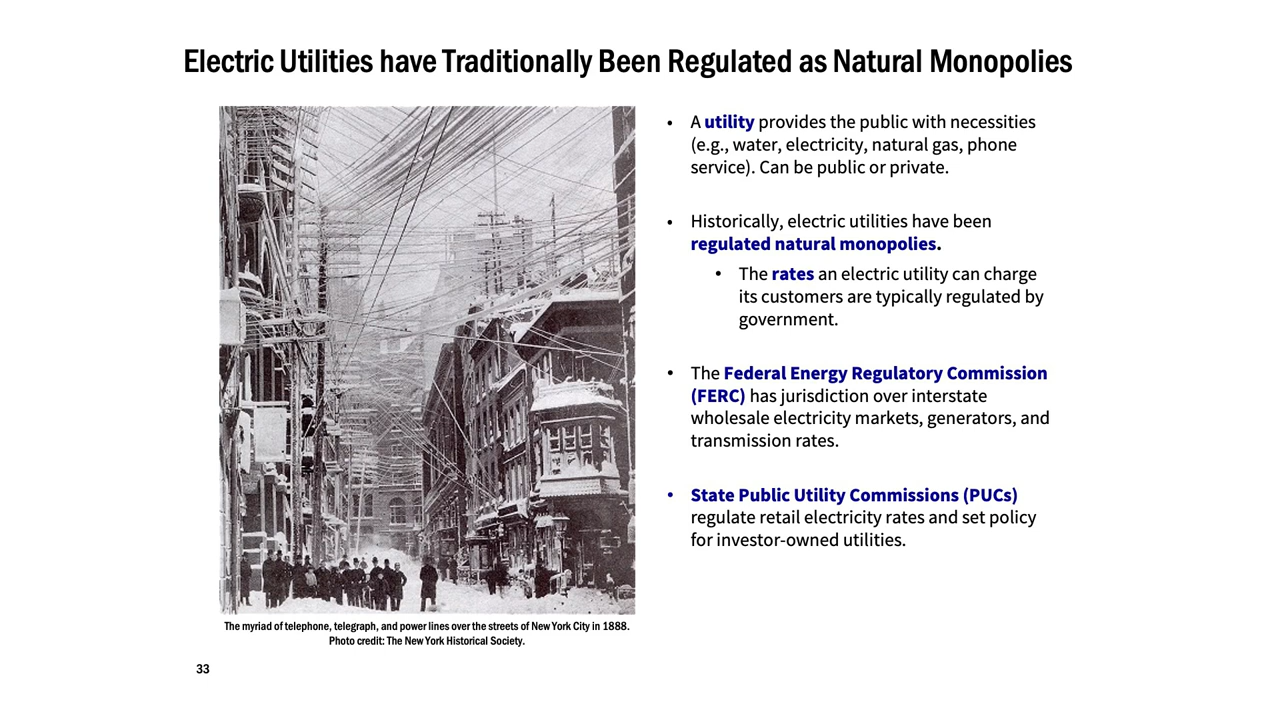 Electric Utilities have Traditionally Been Regulated as Natural Monopolies
• A utility provides the public with necessities
(e.g., water, electricity, natural gas, phone
service). Can be public or private.
• Historically, electric utilities have been
regulated natural monopolies.
• The rates an electric utility can charge
its customers are typically regulated by
government.
• The Federal Energy Regulatory Commission
(FERC) has jurisdiction over interstate
wholesale electricity markets, generators, and
transmission rates.
• State Public Utility Commissions (PUCs)
regulate retail electricity rates and set policy
for investor-owned utilities.
The myriad of telephone, telegraph, and power lines over the streets of New York City in 1888.
Photo credit: The New York Historical Society.
33